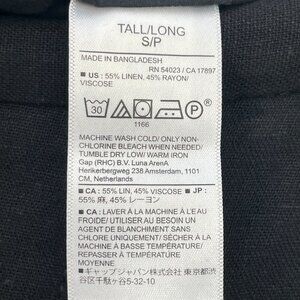 TALL/LONG
S/P
MADE IN BANGLADESH
RN 54023 / CA 17897
■ US : 55% LINEN, 45% RAYON/
VISCOSE
30
P
1166
MACHINE WASH COLD/ ONLY NON-
CHLORINE BLEACH WHEN NEEDED/
TUMBLE DRY LOW/ WARM IRON
Gap (RHC) B.V. Luna ArenA
Herikerbergweg 238 Amsterdam, 1101
CM, Netherlands
■ CA : 55% LIN, 45% VISCOSE ■ JP :
55% 麻, 45% レーヨン
■ CA : LAVER À LA MACHINE À L'EAU
FROIDE/ UTILISER AU BESOIN UN
AGENT DE BLANCHIMENT SANS
CHLORE UNIQUEMENT/ SÉCHER À LA
MACHINE À BASSE TEMPÉRATURE/
REPASSER À TEMPÉRATURE
MOYENNE
■ ギャップジャパン株式会社 東京都渋
谷区千駄ヶ谷5-32-10